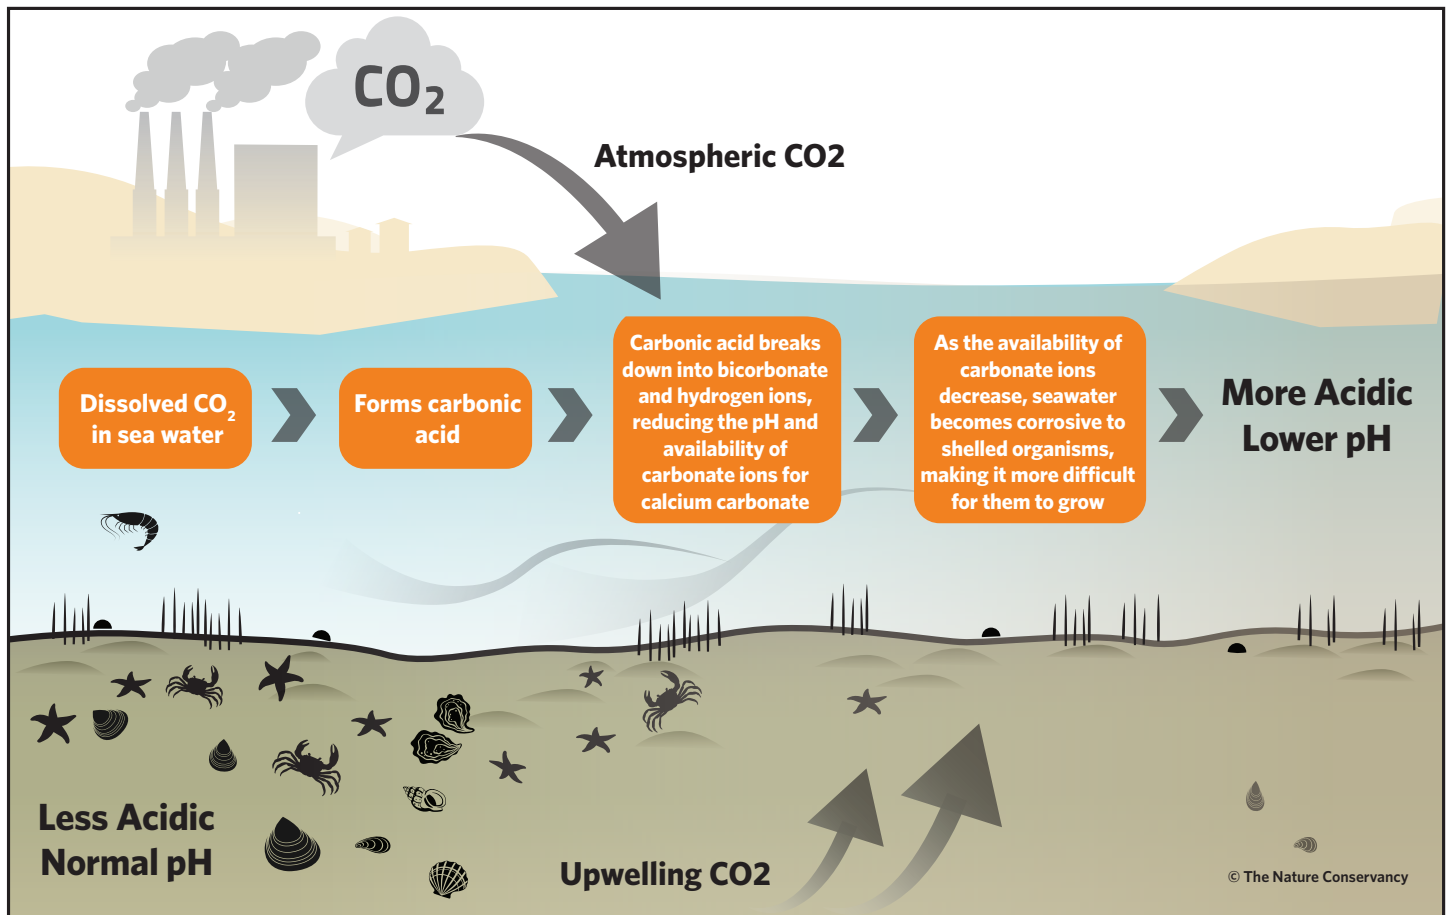 CO2
Atmospheric CO2
Dissolved CO2
in sea water
Forms carbonic
acid
Carbonic acid breaks
down into bicorbonate
and hydrogen ions,
reducing the pH and
availability of
carbonate ions for
calcium carbonate
As the availability of
carbonate ions
decrease, seawater
becomes corrosive to
shelled organisms,
making it more difficult
for them to grow
More Acidic
Lower pH
Less Acidic
Normal pH
Upwelling CO2
© The Nature Conservancy